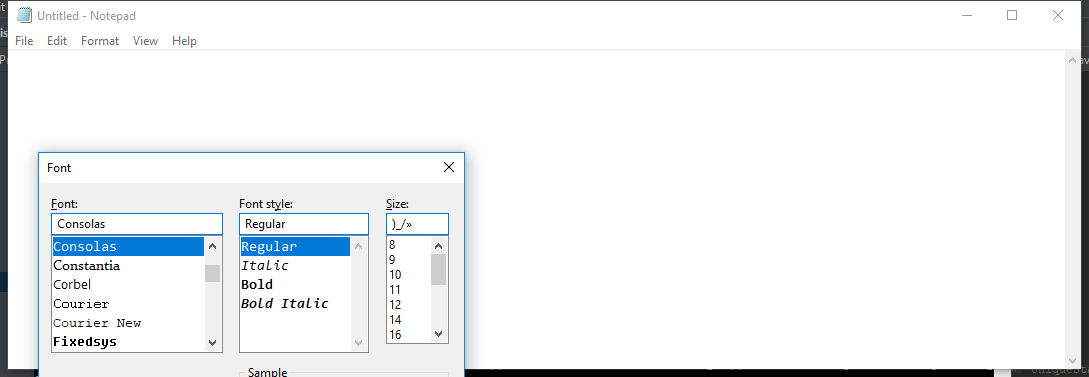 Untitled - Notepad
File Edit Format View Help
Font
Font: Font style: Size:
Consolas Regular )_/»
Consolas Regular 8
Constantia Italic 9
Corbel Bold 10
Courier Bold Italic 11
Courier New 12
Fixedsys 14
16
Sample